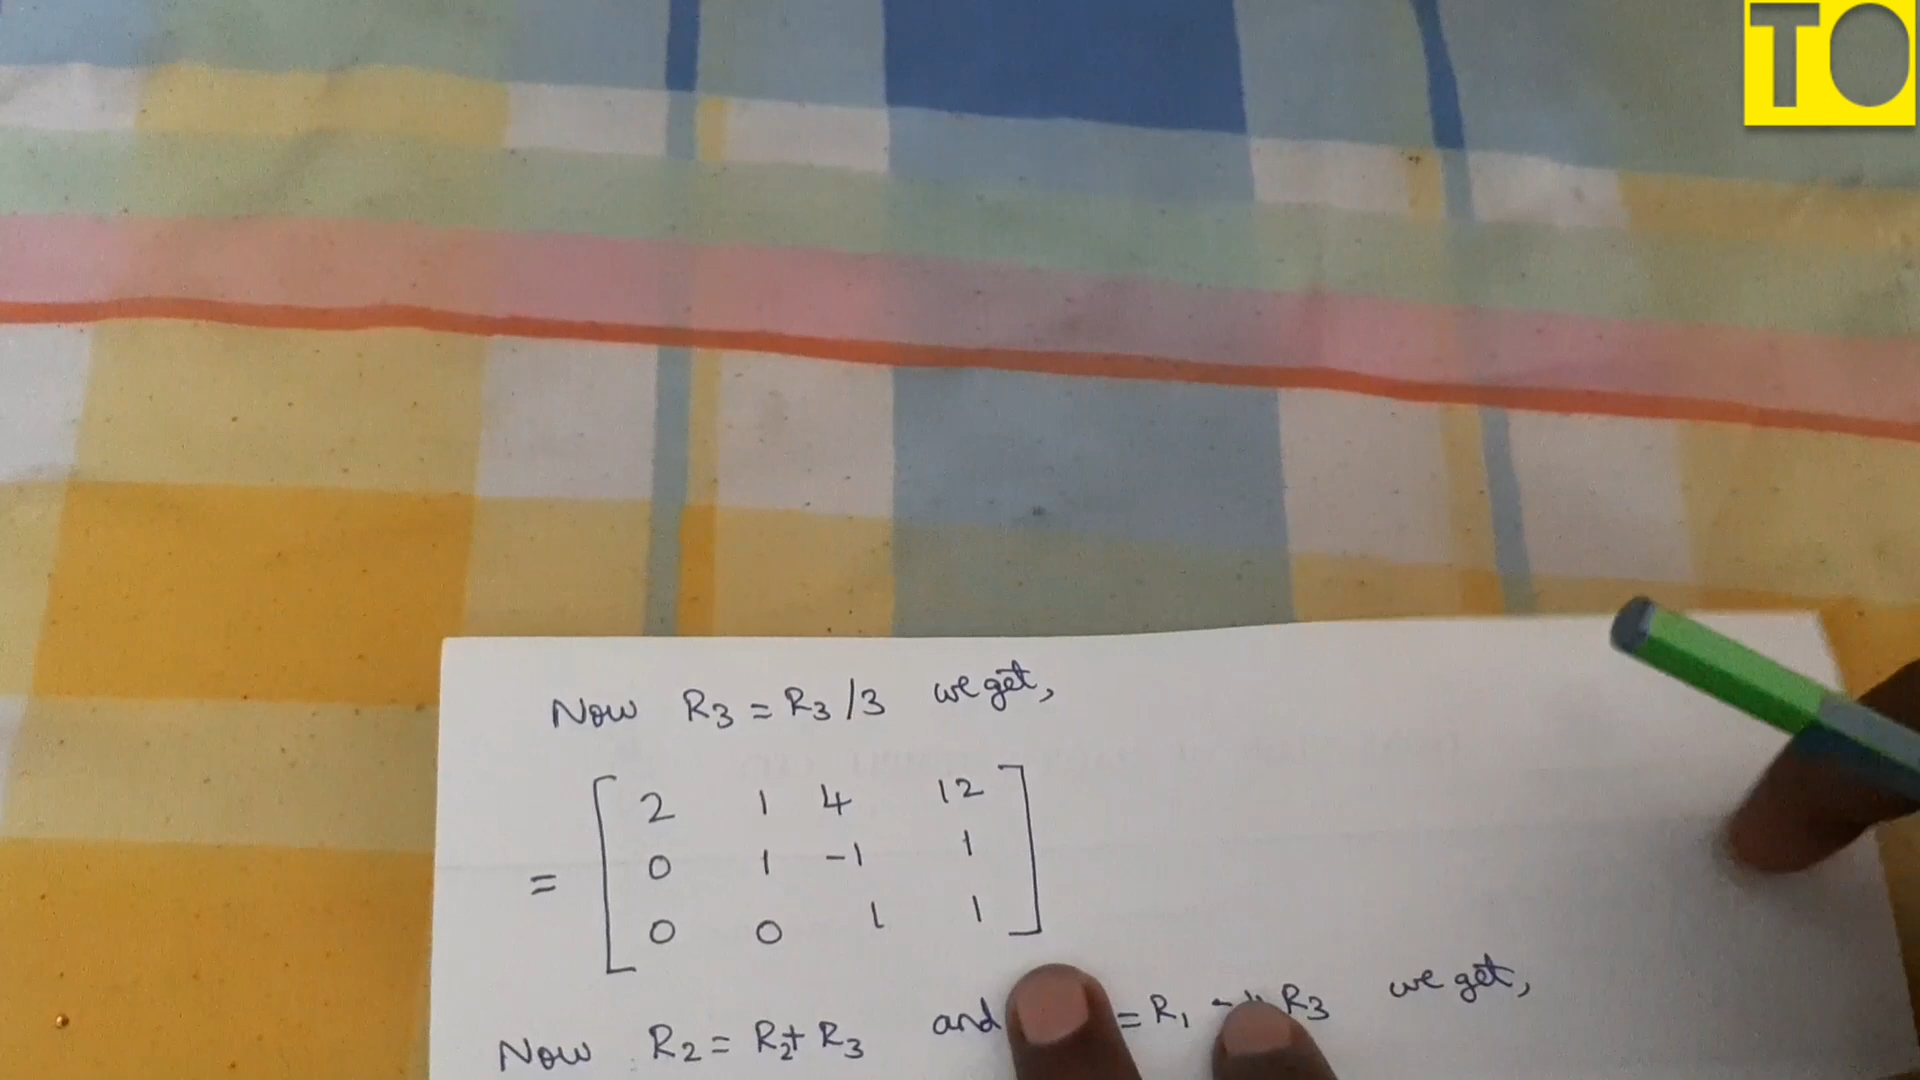 TO
Now R3 = R3 /3 we get,
2 1 4 12
0 1 -1 1
= 0 0 1 1
Now R2 = R2 + R3 and = R1 - R3 we get,